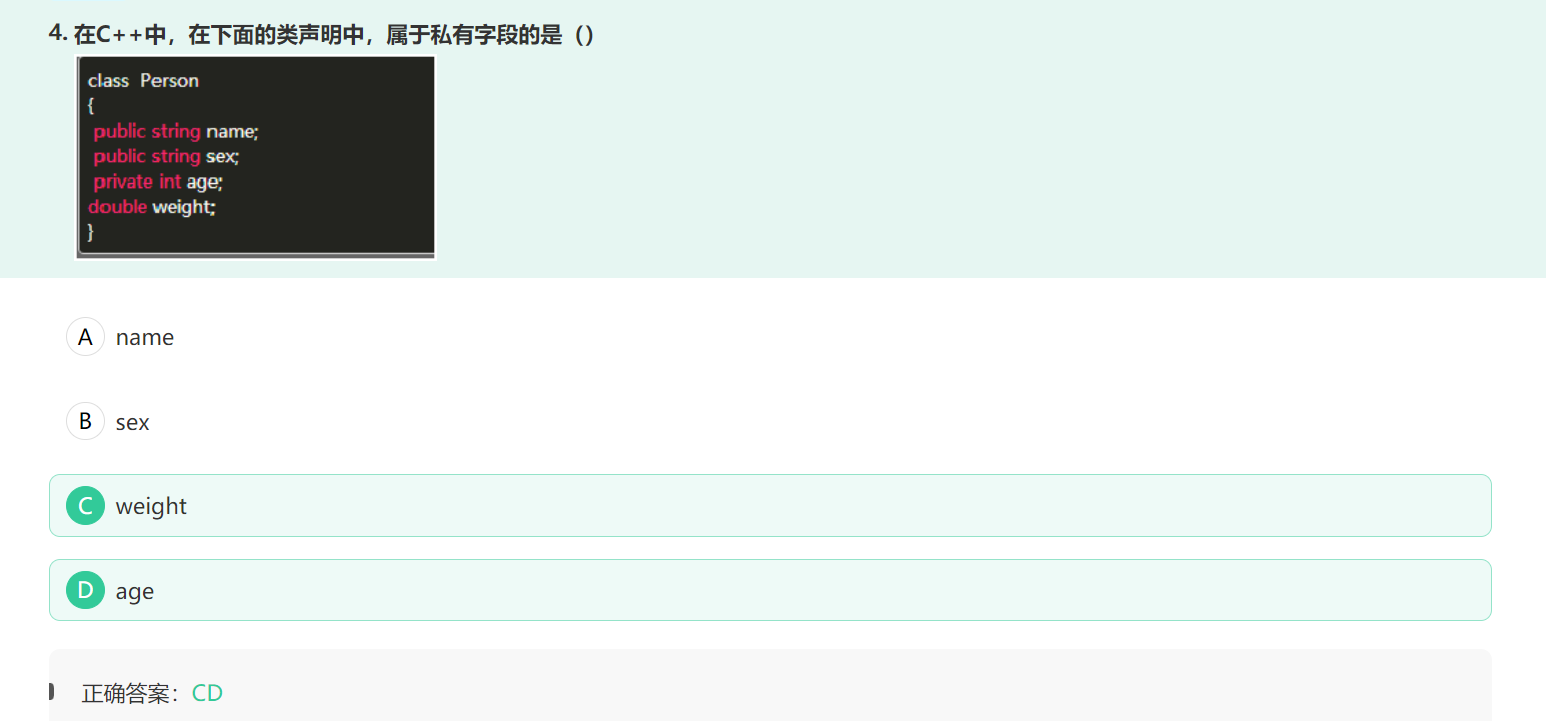 4. 在C++中，在下面的类声明中，属于私有字段的是（）
class Person
{
public string name;
public string sex;
private int age;
double weight;
}
A name
B sex
C weight
D age
正确答案：CD